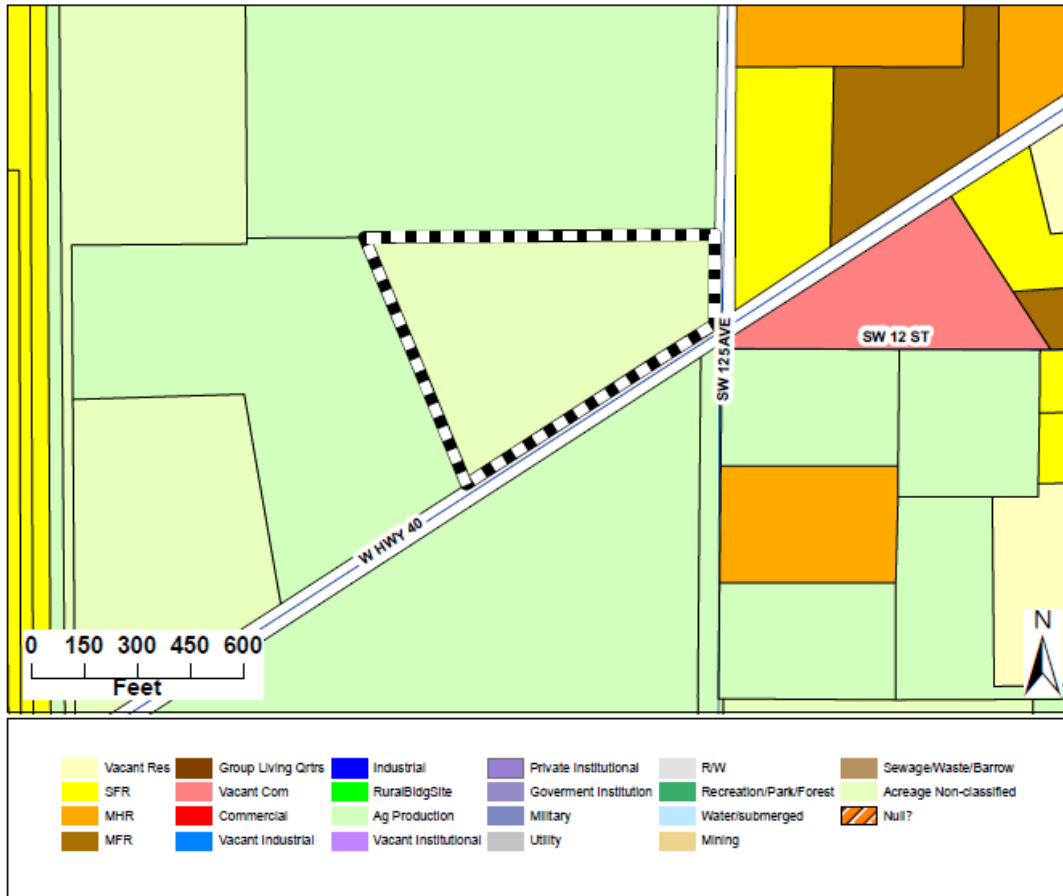 SW 12 ST
SW 125 AVE
W HWY 40
N
0 150 300 450 600
Feet
Vacant Res Group Living Qrtrs Industrial Private Institutional R/W Sewage/Waste/Barrow
SFR Vacant Com RuralBldgSite Goverment Institution Recreation/Park/Forest Acreage Non-classified
MHR Commercial Ag Production Military Water/submerged Null?
MFR Vacant Industrial Vacant Institutional Utility Mining